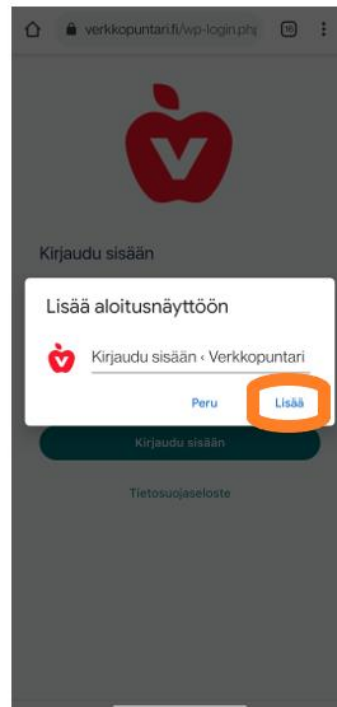 verkkopuntari.fi/wp-login.php
16
V
Kirjaudu sisään
Lisää aloitusnäyttöön
V
Kirjaudu sisään ‹ Verkkopuntari
Peru
Lisää
Kirjaudu sisään
Tietosuojaseloste